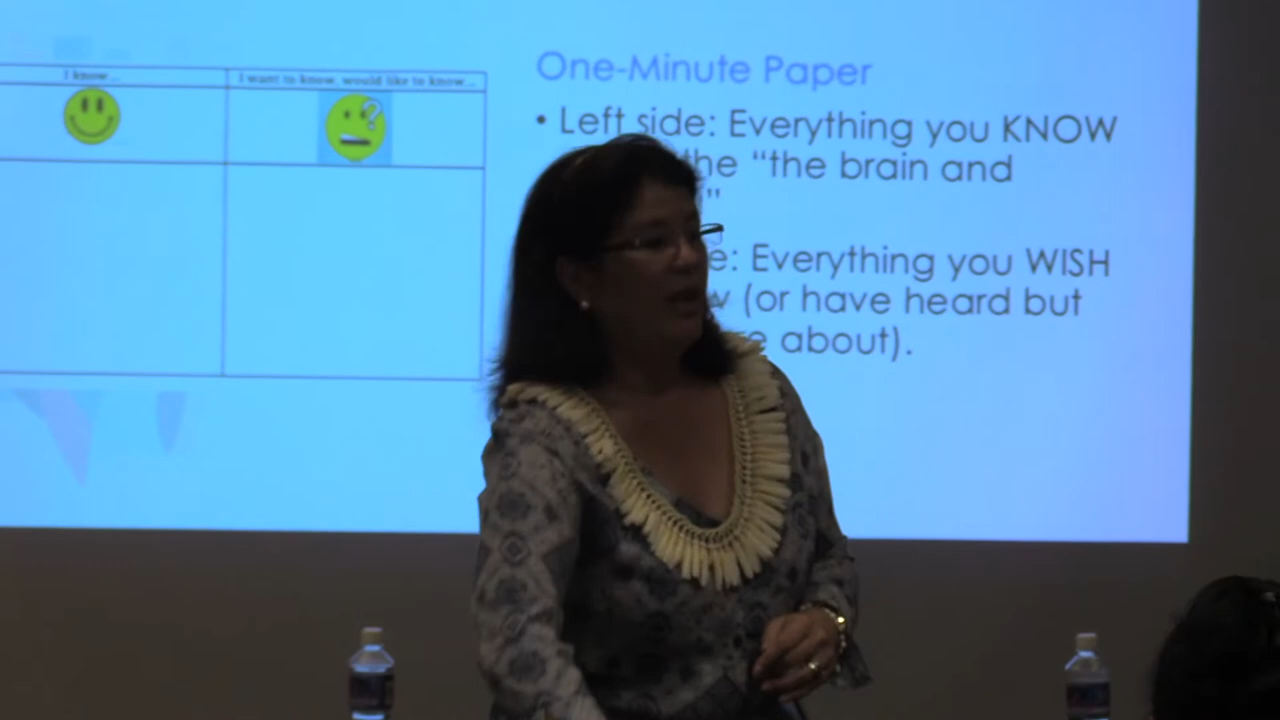 I know...
I want to know, would like to know...
One-Minute Paper
• Left side: Everything you KNOW
the “the brain and
”
e: Everything you WISH
w (or have heard but
e about).